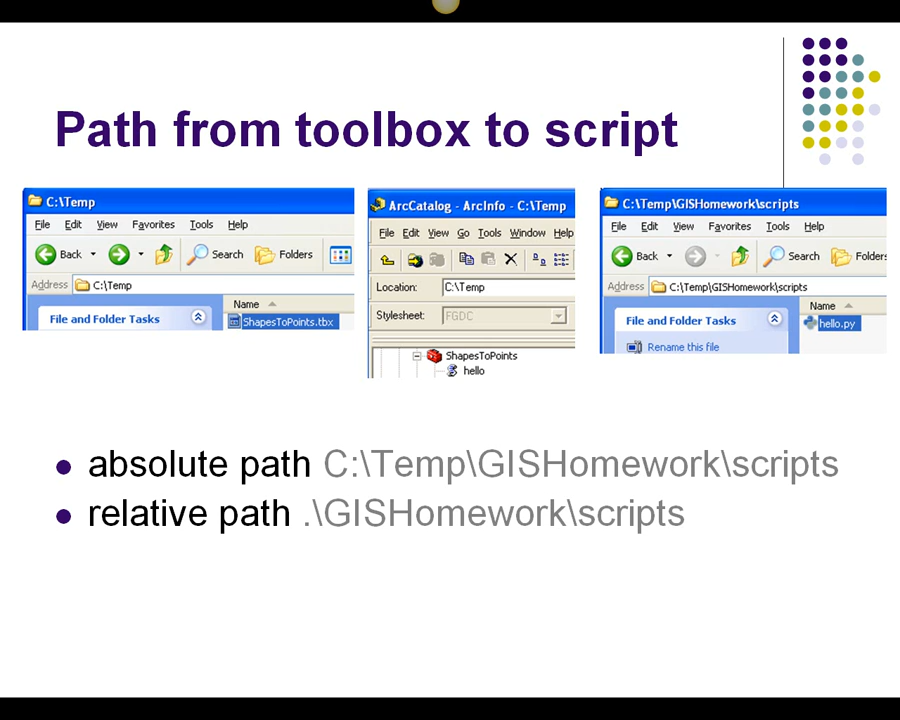 Path from toolbox to script
C:\Temp
File Edit View Favorites Tools Help
Back Search Folders
Address C:\Temp
File and Folder Tasks
Name
ShapesToPoints.tbx
ArcCatalog - ArcInfo - C:\Temp
File Edit View Go Tools Window Help
Location: C:\Temp
Stylesheet: FGDC
ShapesToPoints
hello
C:\Temp\GISHomework\scripts
File Edit View Favorites Tools Help
Back Search Folders
Address C:\Temp\GISHomework\scripts
File and Folder Tasks
Rename this file
Name
hello.py
absolute path C:\Temp\GISHomework\scripts
relative path .\GISHomework\scripts